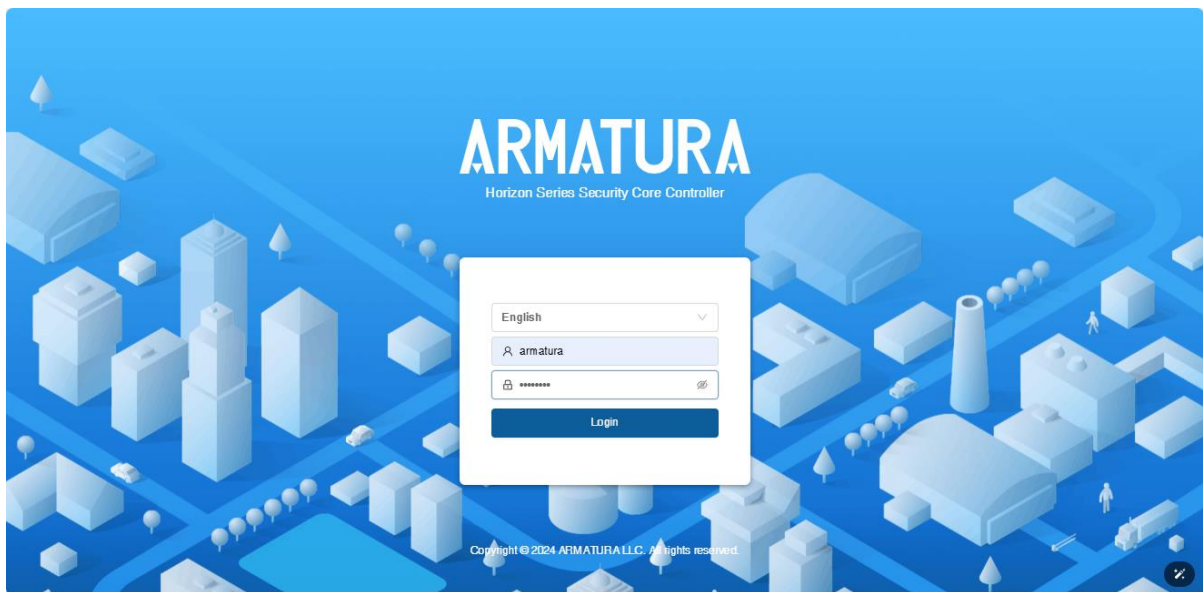 ARMATURA
Horizon Series Security Core Controller
English
armatura
••••••••
Login
Copyright © 2024 ARMATURA LLC. All rights reserved.